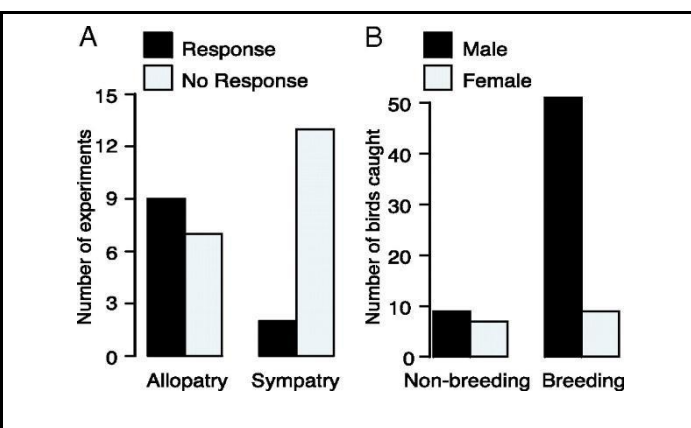 A
Response
No Response
Number of experiments
15
12
9
6
3
0
Allopatry Sympatry
B
Male
Female
Number of birds caught
50
40
30
20
10
0
Non-breeding Breeding